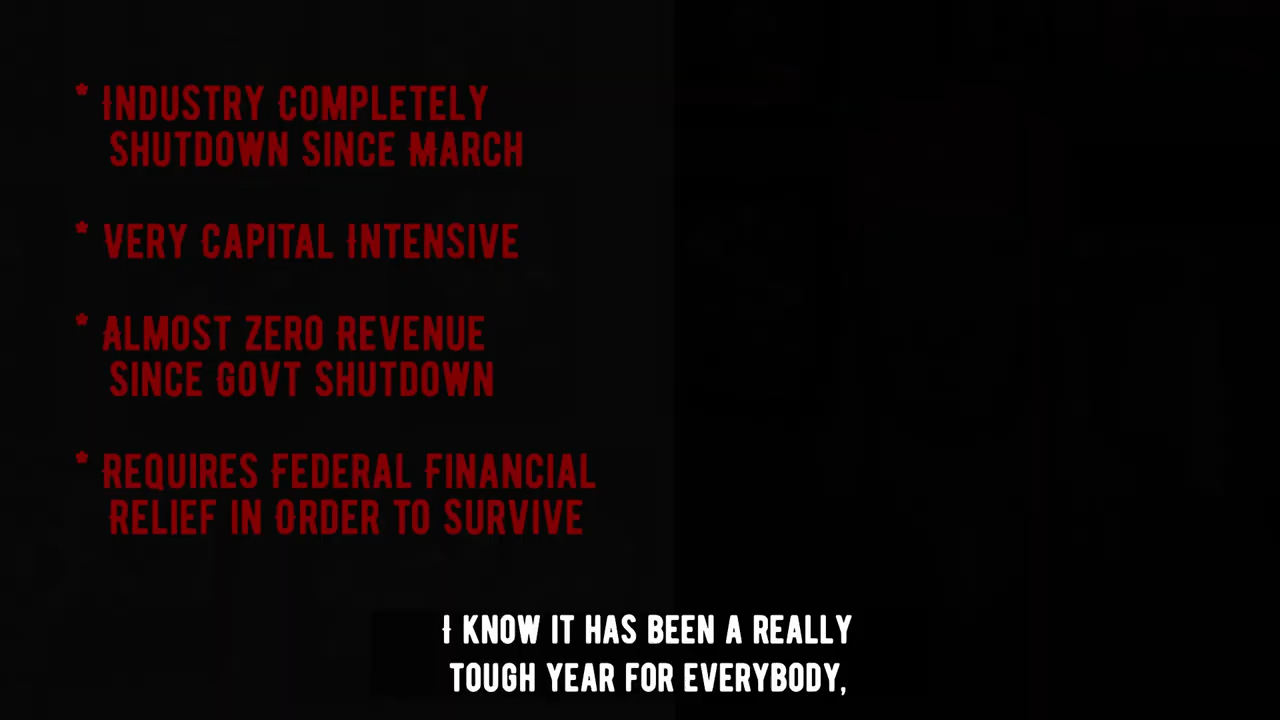 * Industry Completely
Shutdown Since March
* Very Capital Intensive
* Almost Zero Revenue
Since Govt Shutdown
* Requires Federal Financial
Relief in Order to Survive
I know it has been a really
tough year for everybody,